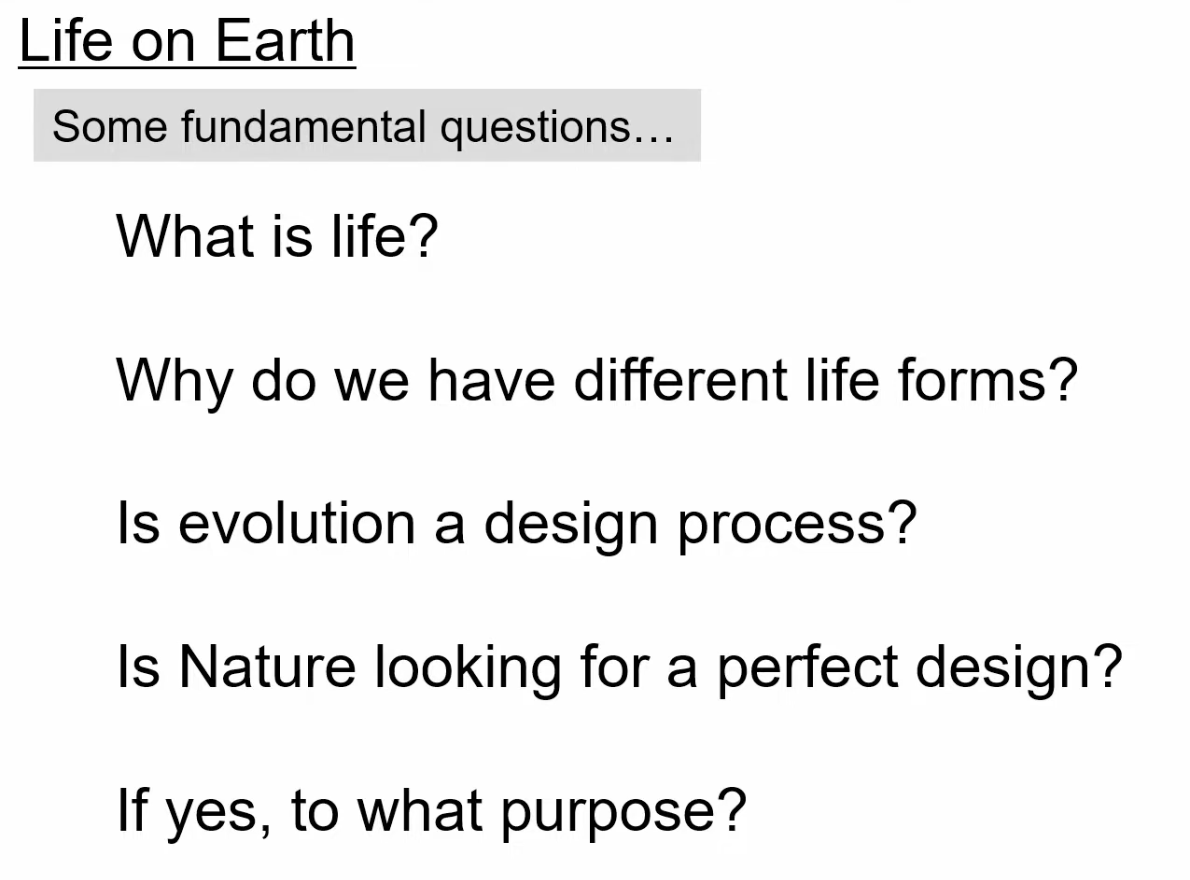 Life on Earth
Some fundamental questions...
What is life?
Why do we have different life forms?
Is evolution a design process?
Is Nature looking for a perfect design?
If yes, to what purpose?